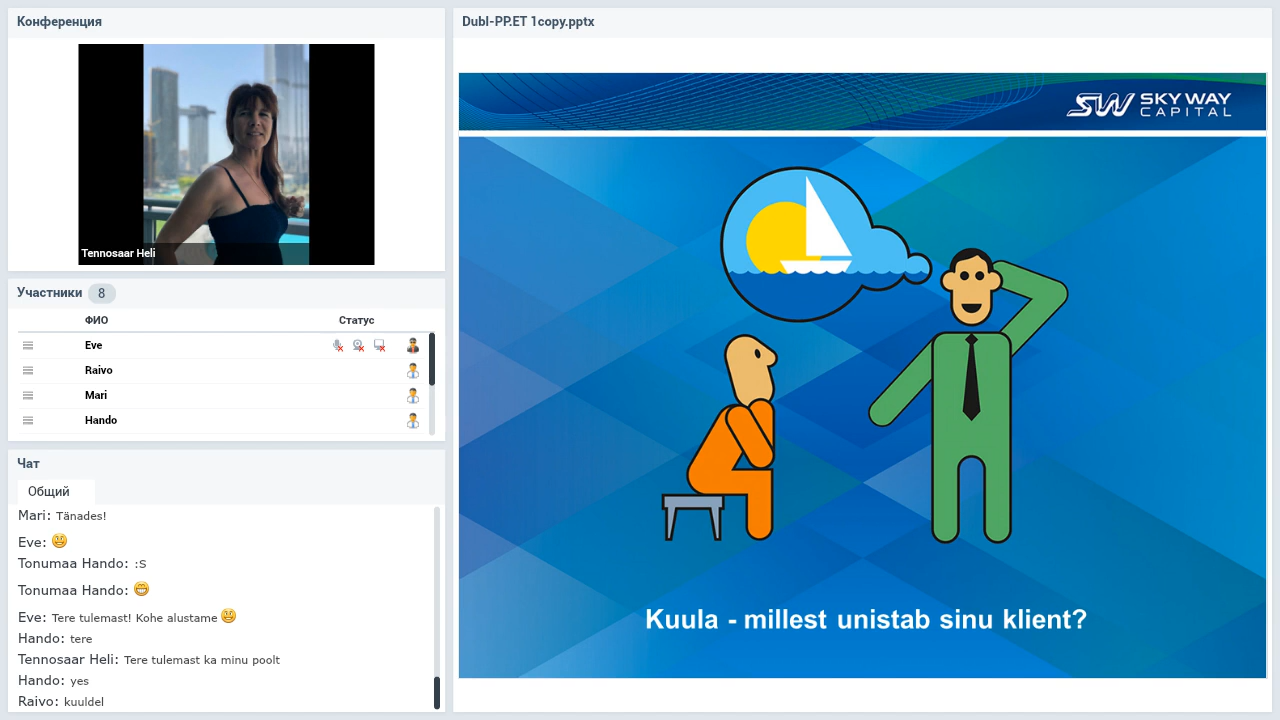 Конференция
Tennosaar Heli
Участники 8
ФИО Статус
Eve
Raivo
Mari
Hando
Чат
Общий
Mari: Tänades!
Eve:
Tonumaa Hando: :S
Tonumaa Hando:
Eve: Tere tulemast! Kohe alustame
Hando: tere
Tennosaar Heli: Tere tulemast ka minu poolt
Hando: yes
Raivo: kuuldel
Dubl-PP.ET 1copy.pptx
SW SKY WAY
CAPITAL
Kuula - millest unistab sinu klient?